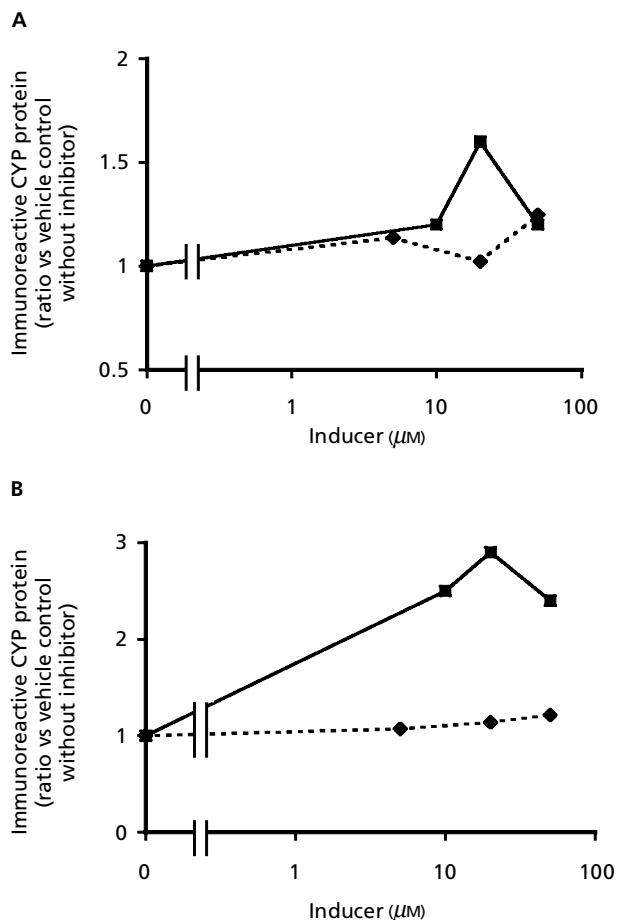 A
Immunoreactive CYP protein
(ratio vs vehicle control
without inhibitor)
2
1.5
1
0.5
0
1
10
100
Inducer (µM)
B
Immunoreactive CYP protein
(ratio vs vehicle control
without inhibitor)
3
2
1
0
0
1
10
100
Inducer (µM)